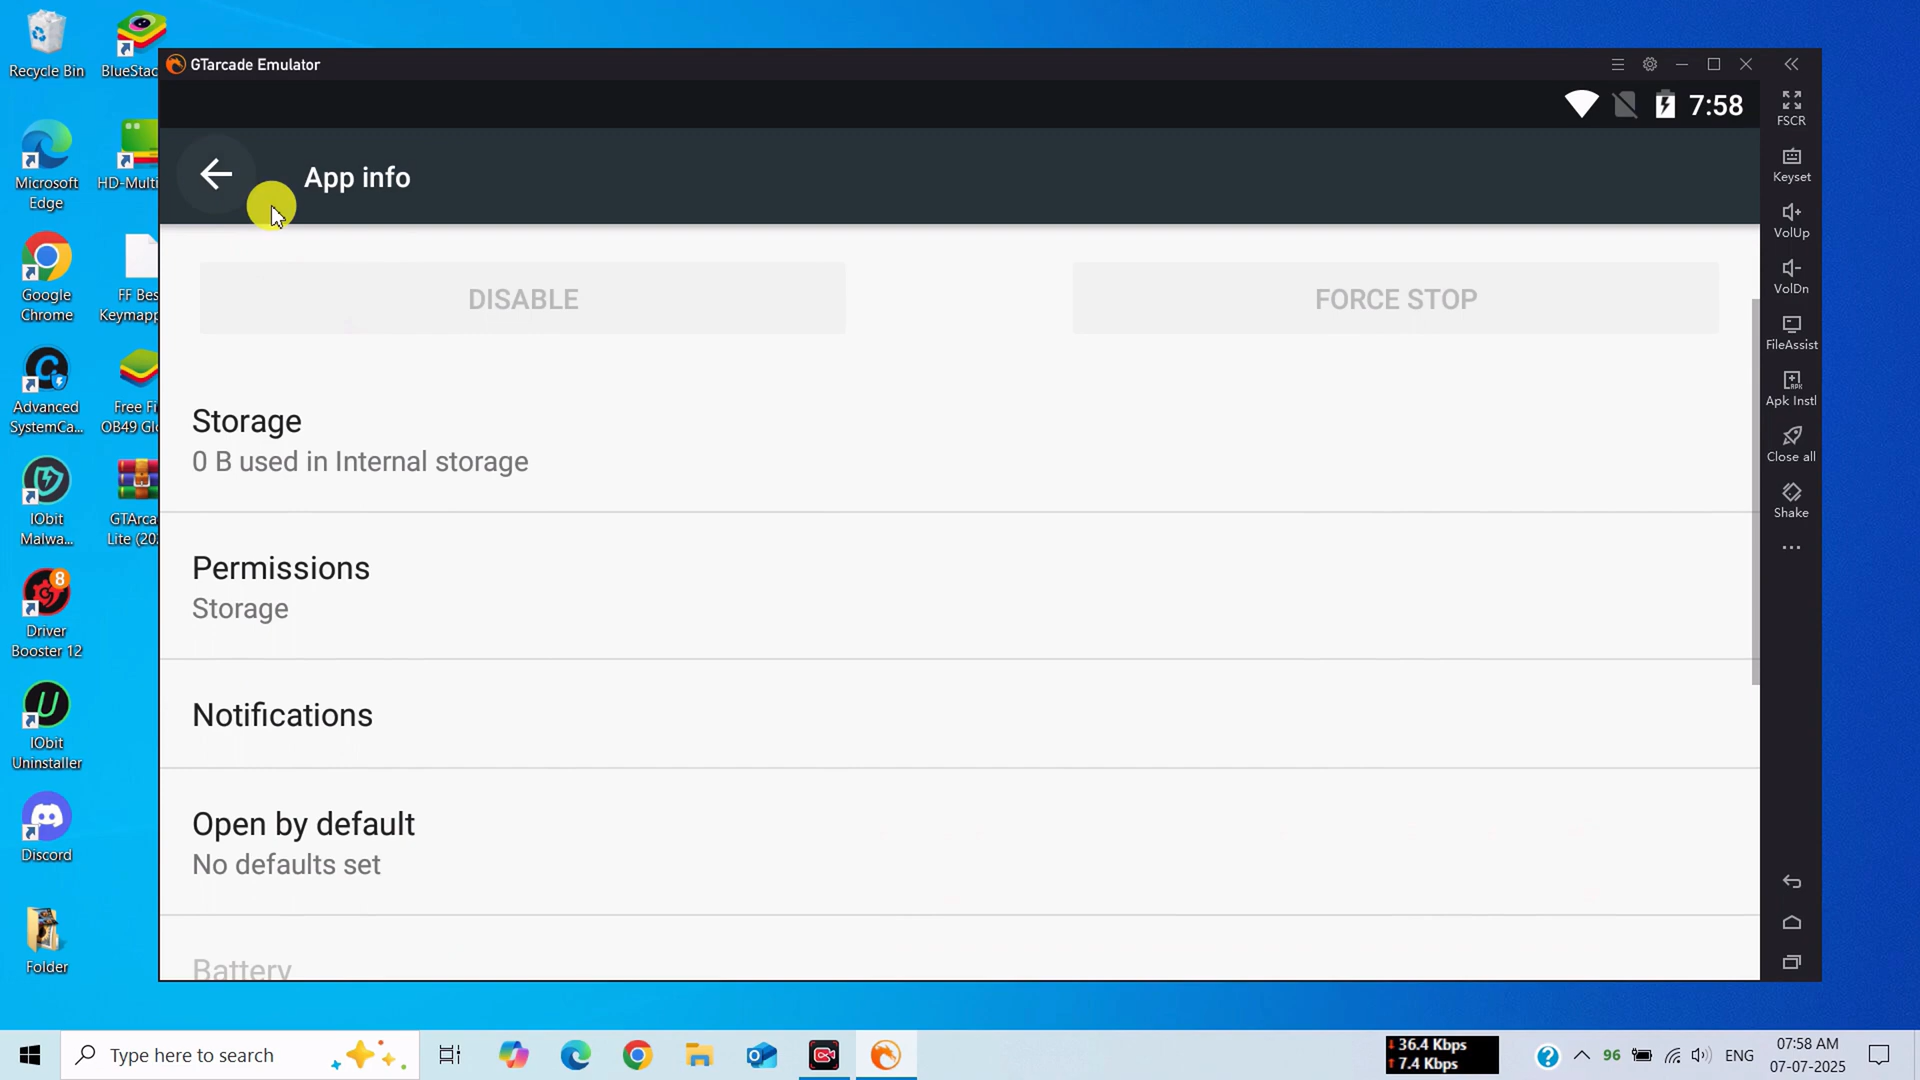 Recycle Bin
BlueStac
Microsoft
Edge
HD-Multi
Google
Chrome
FF Bes
Keymapp
Advanced
SystemCa...
Free Fi
OB49 Gl
IObit
Malwa...
GTArca
Lite (20
8
Driver
Booster 12
IObit
Uninstaller
Discord
Folder
GTarcade Emulator
7:58
App info
DISABLE
FORCE STOP
Storage
0 B used in Internal storage
Permissions
Storage
Notifications
Open by default
No defaults set
Battery
FSCR
Keyset
VolUp
VolDn
FileAssist
APK
Apk Instl
Close all
Shake
Type here to search
36.4 Kbps
7.4 Kbps
96
ENG
07:58 AM
07-07-2025